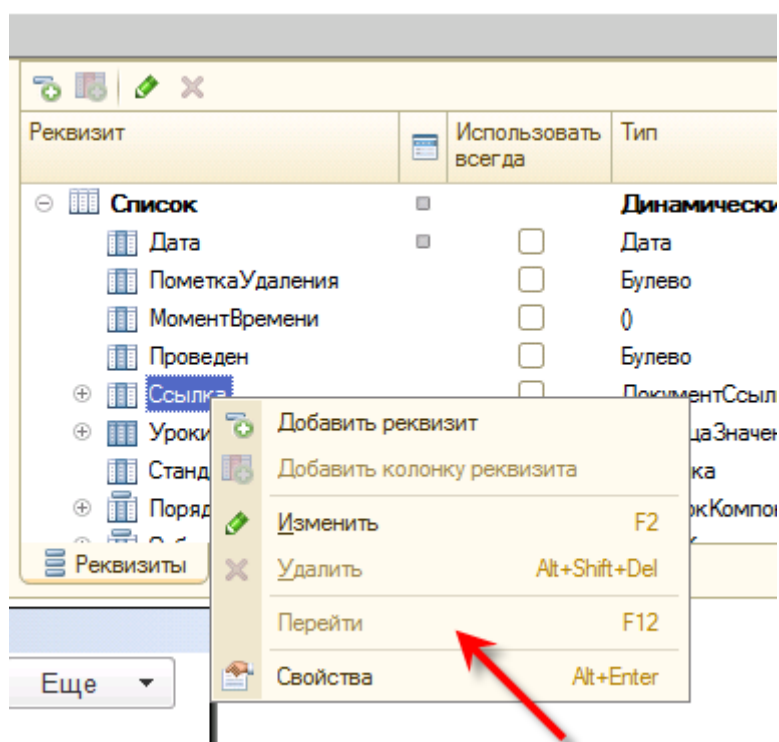 Реквизит Использовать всегда Тип
Список Динамически
Дата Дата
ПометкаУдаления Булево
МоментВремени ()
Проведен Булево
Ссылка
Уроки
Станд ка
Поряд
Реквизиты
Добавить реквизит
Добавить колонку реквизита
Изменить F2
Удалить Alt+Shift+Del
Перейти F12
Свойства Alt+Enter
Еще